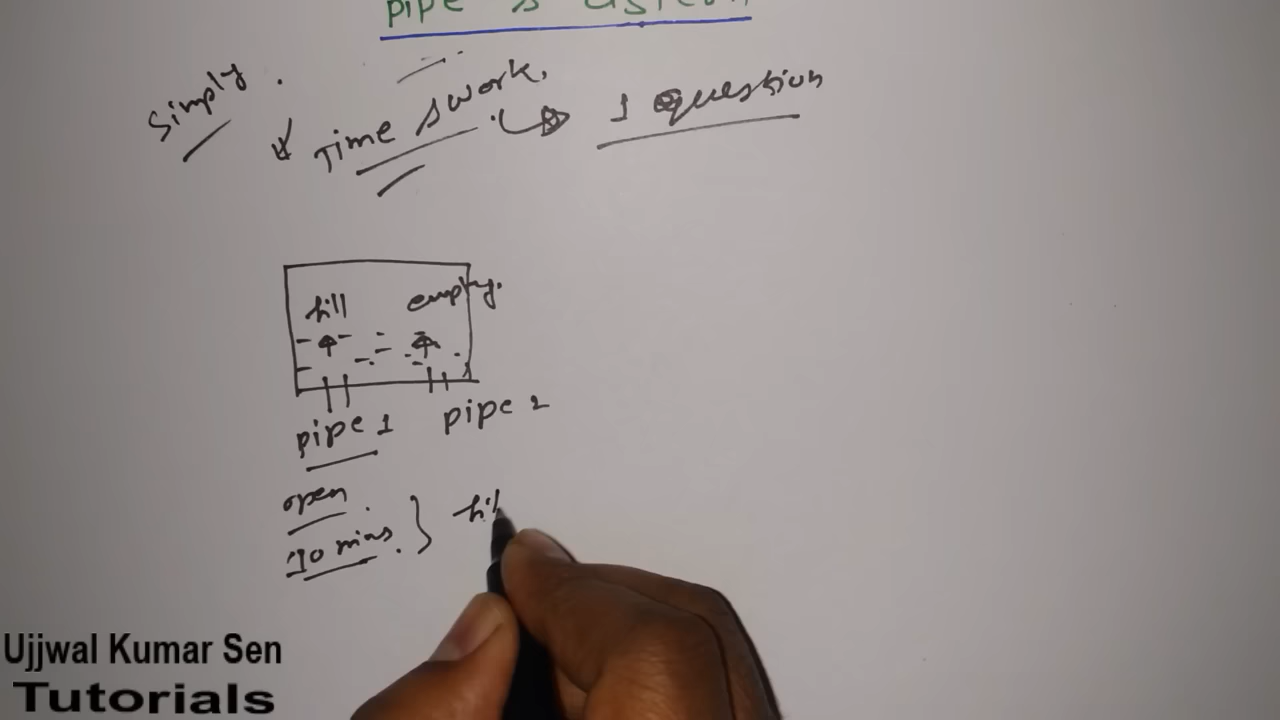 pipe & cistern
Simply.
Time & work. 1 question
fill empty.
pipe 1 pipe 2
open
10 mins. } fil
Ujjwal Kumar Sen
Tutorials